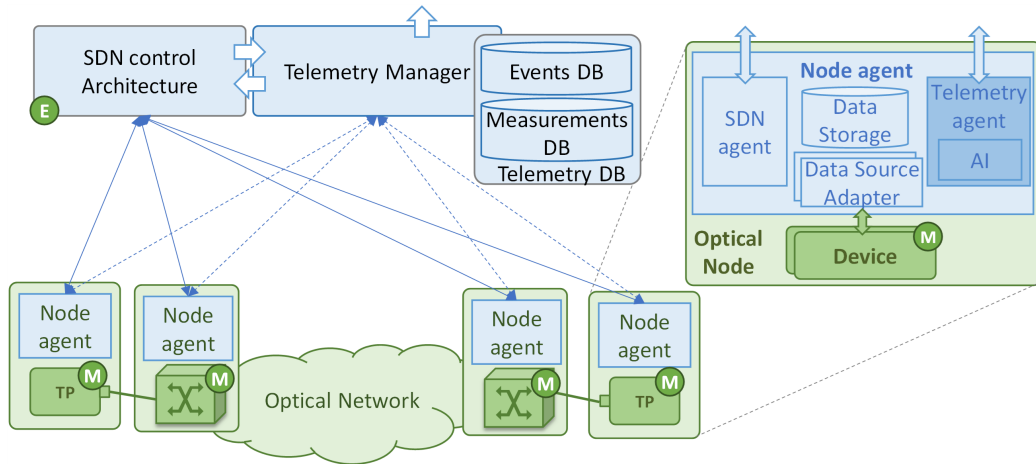 SDN control
Architecture
E
Telemetry Manager
Events DB
Measurements
DB
Telemetry DB
Node agent
SDN
agent
Data
Storage
Telemetry
agent
AI
Data Source
Adapter
Optical
Node
Device
M
Node
agent
M
TP
Node
agent
M
Optical Network
Node
agent
M
Node
agent
M
TP